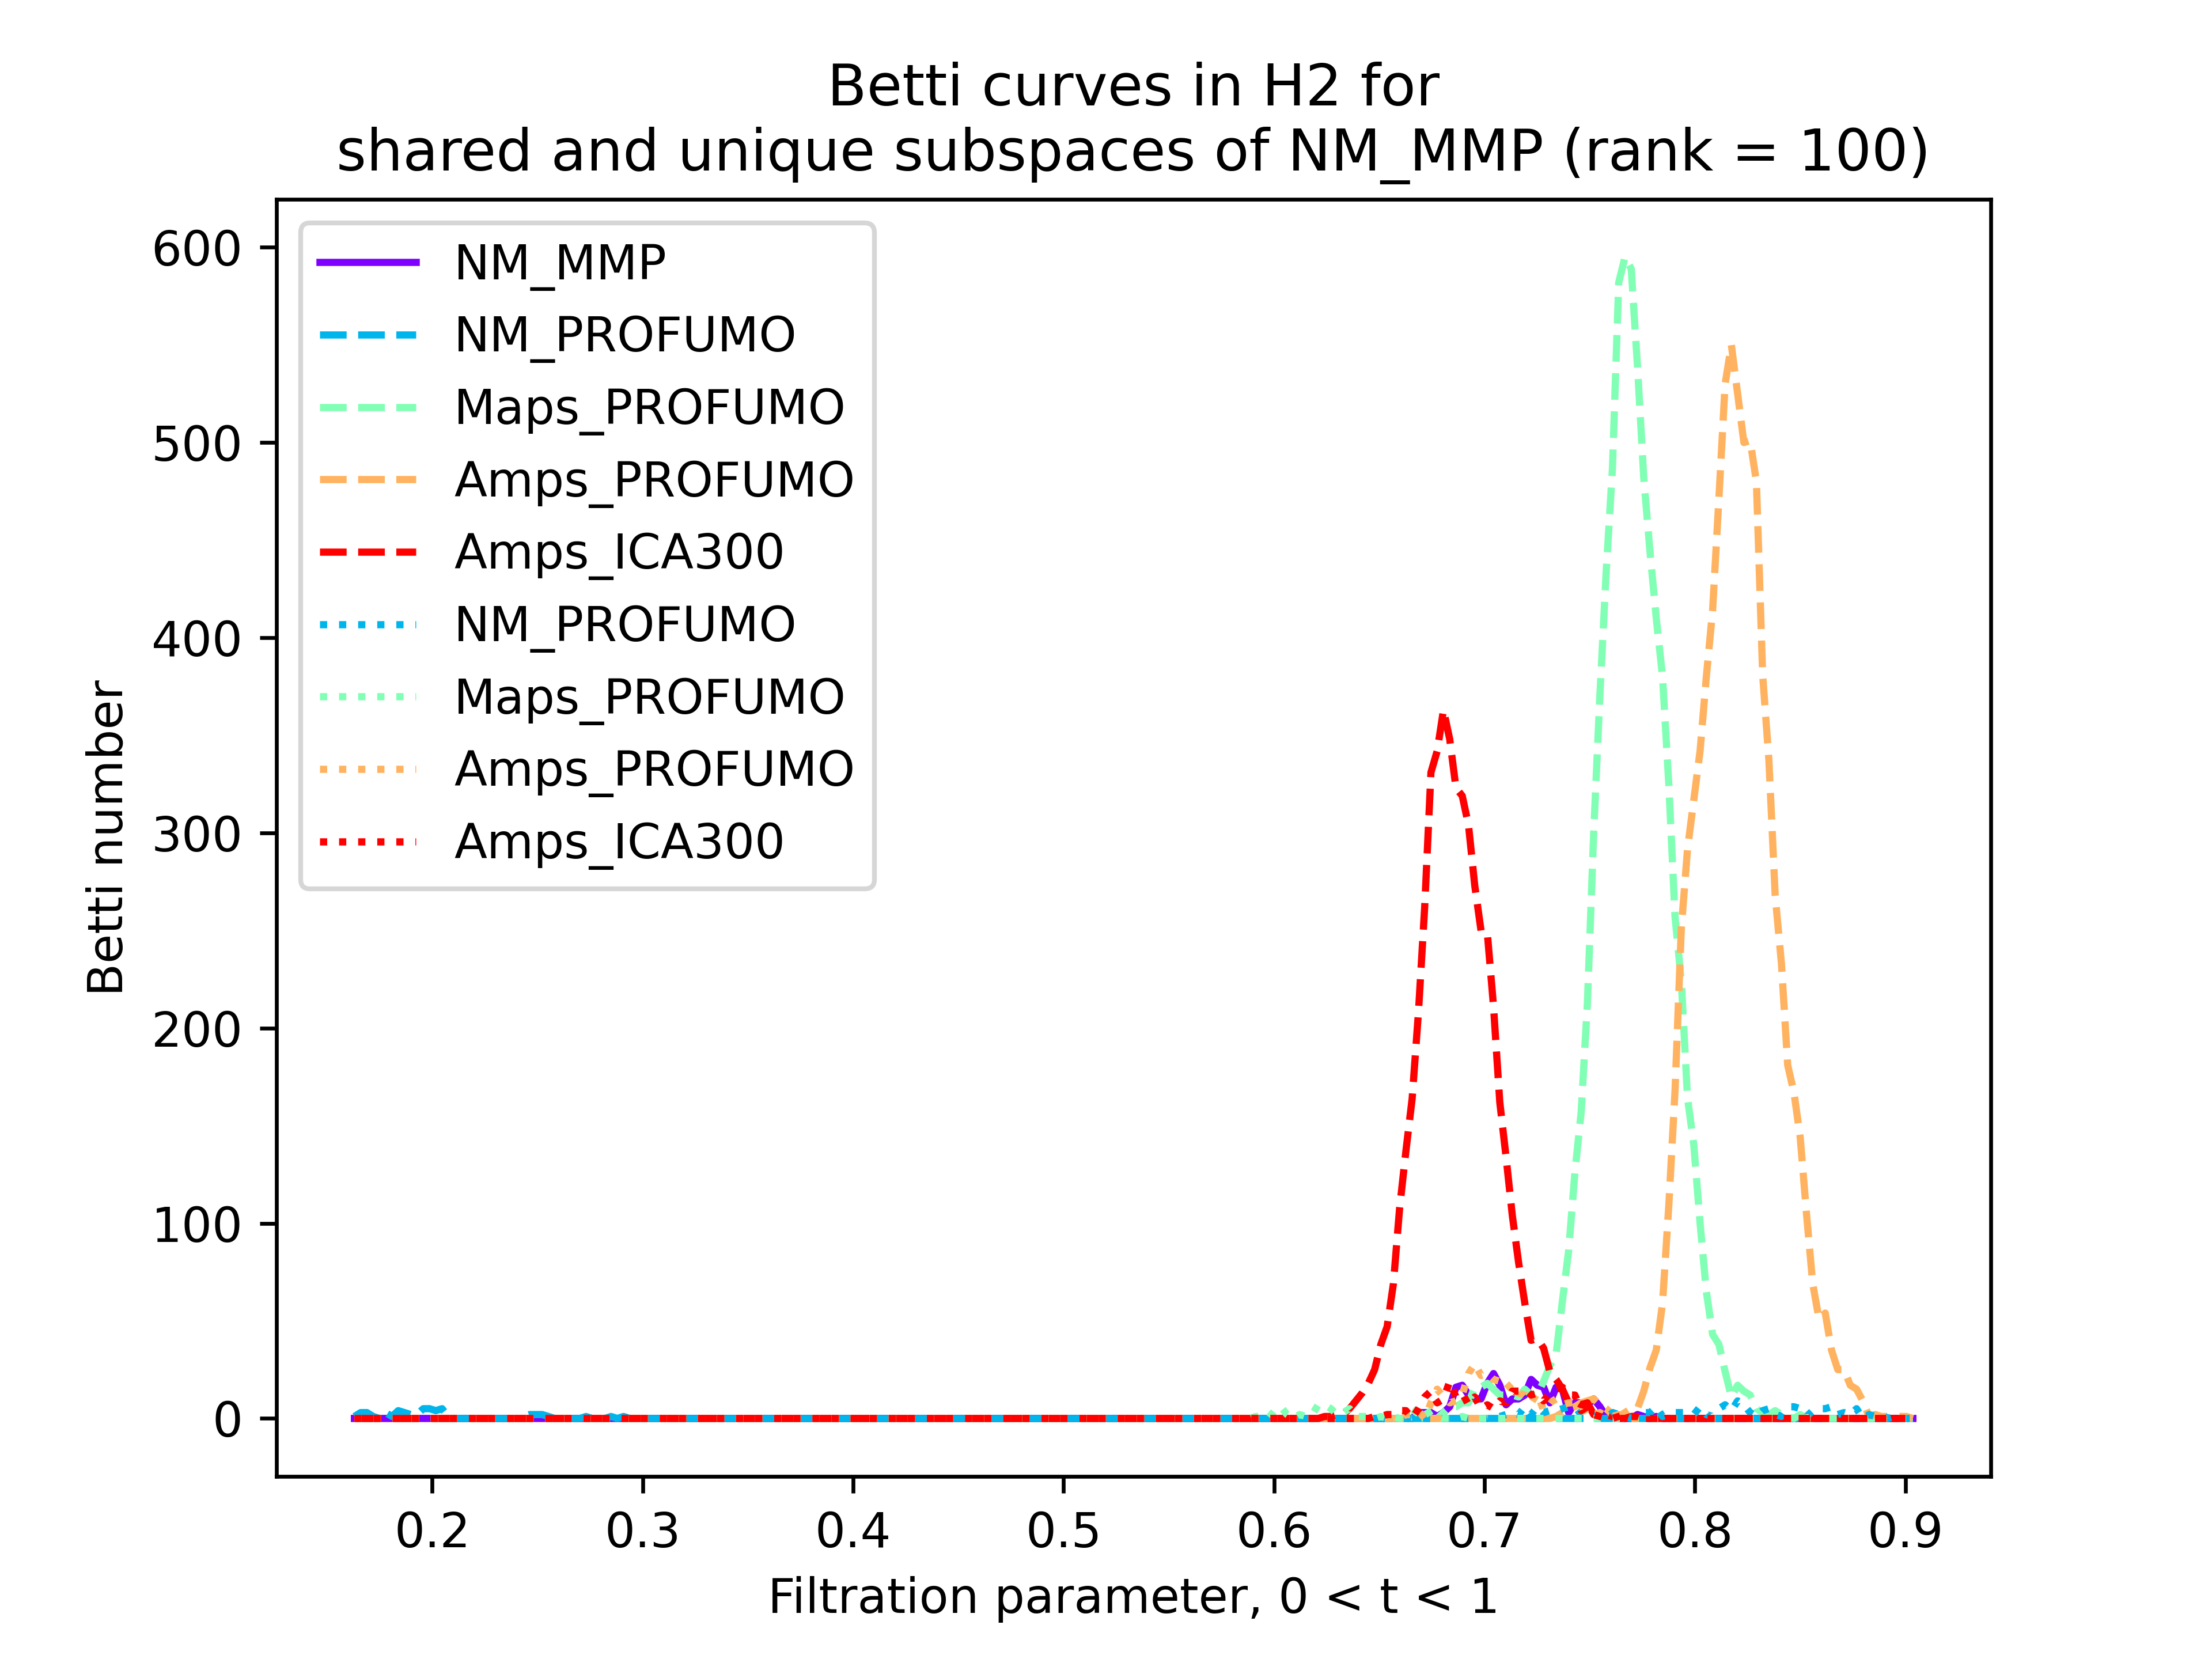 Betti curves in H2 for
shared and unique subspaces of NM_MMP (rank = 100)
NM_MMP
NM_PROFUMO
Maps_PROFUMO
Amps_PROFUMO
Amps_ICA300
NM_PROFUMO
Maps_PROFUMO
Amps_PROFUMO
Amps_ICA300
600
500
400
300
200
100
0
Betti number
0.2 0.3 0.4 0.5 0.6 0.7 0.8 0.9
Filtration parameter, 0 < t < 1